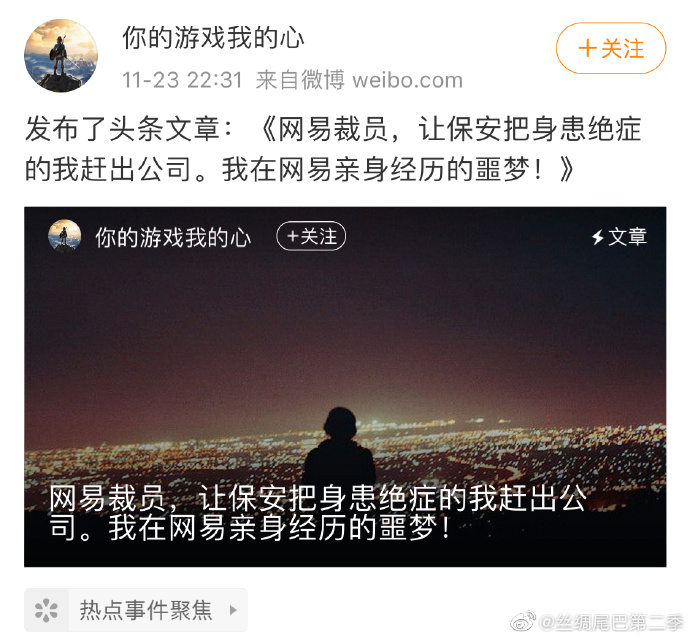 你的游戏我的心
+关注
11-23 22:31 来自微博 weibo.com
发布了头条文章：《网易裁员，让保安把身患绝症
的我赶出公司。我在网易亲身经历的噩梦！》
你的游戏我的心 +关注 文章
网易裁员，让保安把身患绝症的我赶出公
司。我在网易亲身经历的噩梦！
热点事件聚焦
@丝绸尾巴第二季